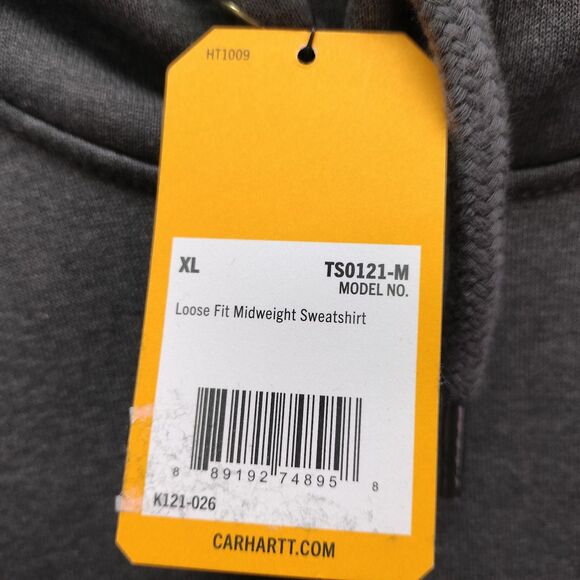 HT1009
XL TS0121-M
MODEL NO.
Loose Fit Midweight Sweatshirt
8 89192 74895 8
K121-026
CARHARTT.COM